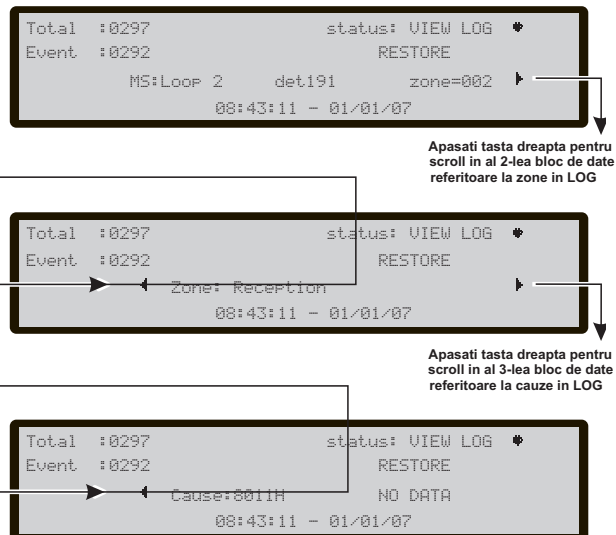 Total :0297 status: VIEW LOG
Event :0292 RESTORE
MS:Loop 2 det191 zone=002
08:43:11 - 01/01/07
Apasati tasta dreapta pentru
scroll in al 2-lea bloc de date
referitoare la zone in LOG
Total :0297 status: VIEW LOG
Event :0292 RESTORE
Zone: Reception
08:43:11 - 01/01/07
Apasati tasta dreapta pentru
scroll in al 3-lea bloc de date
referitoare la cauze in LOG
Total :0297 status: VIEW LOG
Event :0292 RESTORE
Cause:8011H NO DATA
08:43:11 - 01/01/07